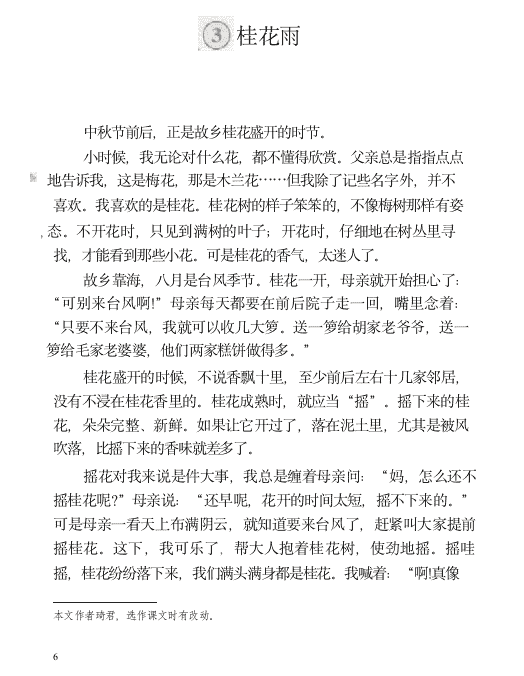 ③ 桂花雨
中秋节前后，正是故乡桂花盛开的时节。
小时候，我无论对什么花，都不懂得欣赏。父亲总是指指点点
地告诉我，这是梅花，那是木兰花……但我除了记些名字外，并不
喜欢。我喜欢的是桂花。桂花树的样子笨笨的，不像梅树那样有姿
态。不开花时，只见到满树的叶子；开花时，仔细地在树丛里寻
找，才能看到那些小花。可是桂花的香气，太迷人了。
故乡靠海，八月是台风季节。桂花一开，母亲就开始担心了：
“可别来台风啊!”母亲每天都要在前后院子走一回，嘴里念着：
“只要不来台风，我就可以收几大箩。送一箩给胡家老爷爷，送一
箩给毛家老婆婆，他们两家糕饼做得多。”
桂花盛开的时候，不说香飘十里，至少前后左右十几家邻居，
没有不浸在桂花香里的。桂花成熟时，就应当“摇”。摇下来的桂
花，朵朵完整、新鲜。如果让它开过了，落在泥土里，尤其是被风
吹落，比摇下来的香味就差多了。
摇花对我来说是件大事，我总是缠着母亲问：“妈，怎么还不
摇桂花呢?”母亲说：“还早呢，花开的时间太短，摇不下来的。”
可是母亲一看天上布满阴云，就知道要来台风了，赶紧叫大家提前
摇桂花。这下，我可乐了，帮大人抱着桂花树，使劲地摇。摇哇
摇，桂花纷纷落下来，我们满头满身都是桂花。我喊着：“啊!真像
本文作者琦君，选作课文时有改动。
6